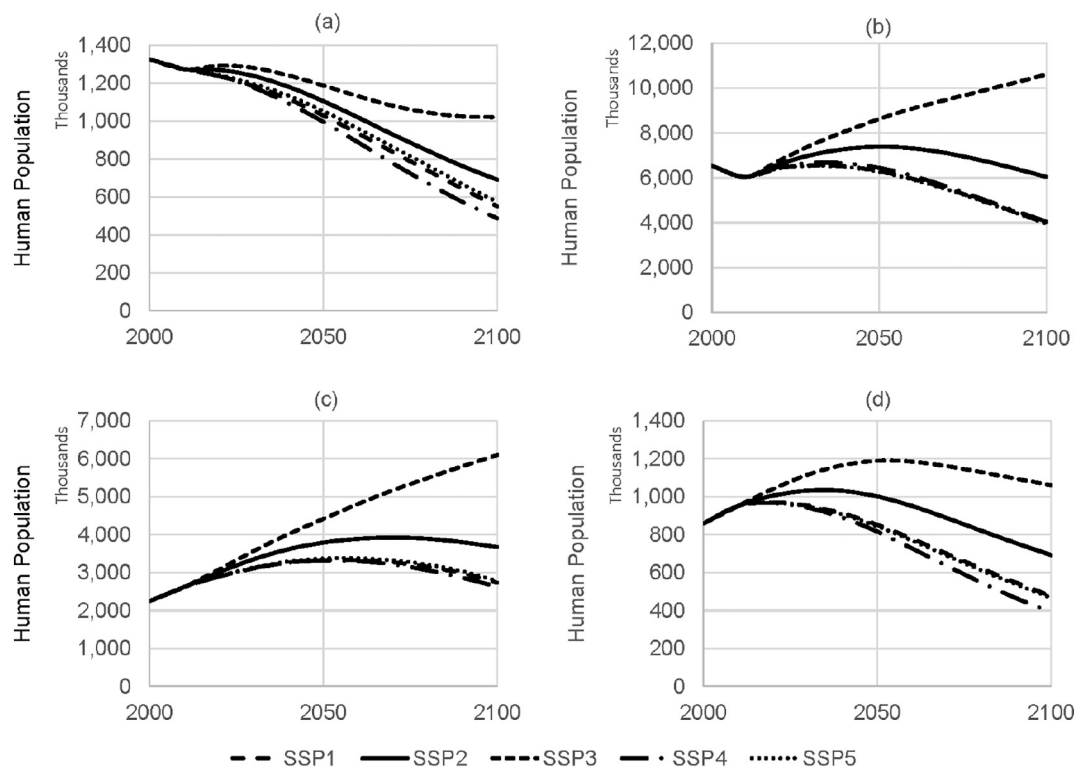 (a)
1,400
1,200
1,000
800
600
400
200
0
Thousands
Human Population
2000 2050 2100
(b)
12,000
10,000
8,000
6,000
4,000
2,000
0
Thousands
Human Population
2000 2050 2100
(c)
7,000
6,000
5,000
4,000
3,000
2,000
1,000
0
Thousands
Human Population
2000 2050 2100
(d)
1,400
1,200
1,000
800
600
400
200
0
Thousands
Human Population
2000 2050 2100
SSP1 SSP2 SSP3 SSP4 SSP5